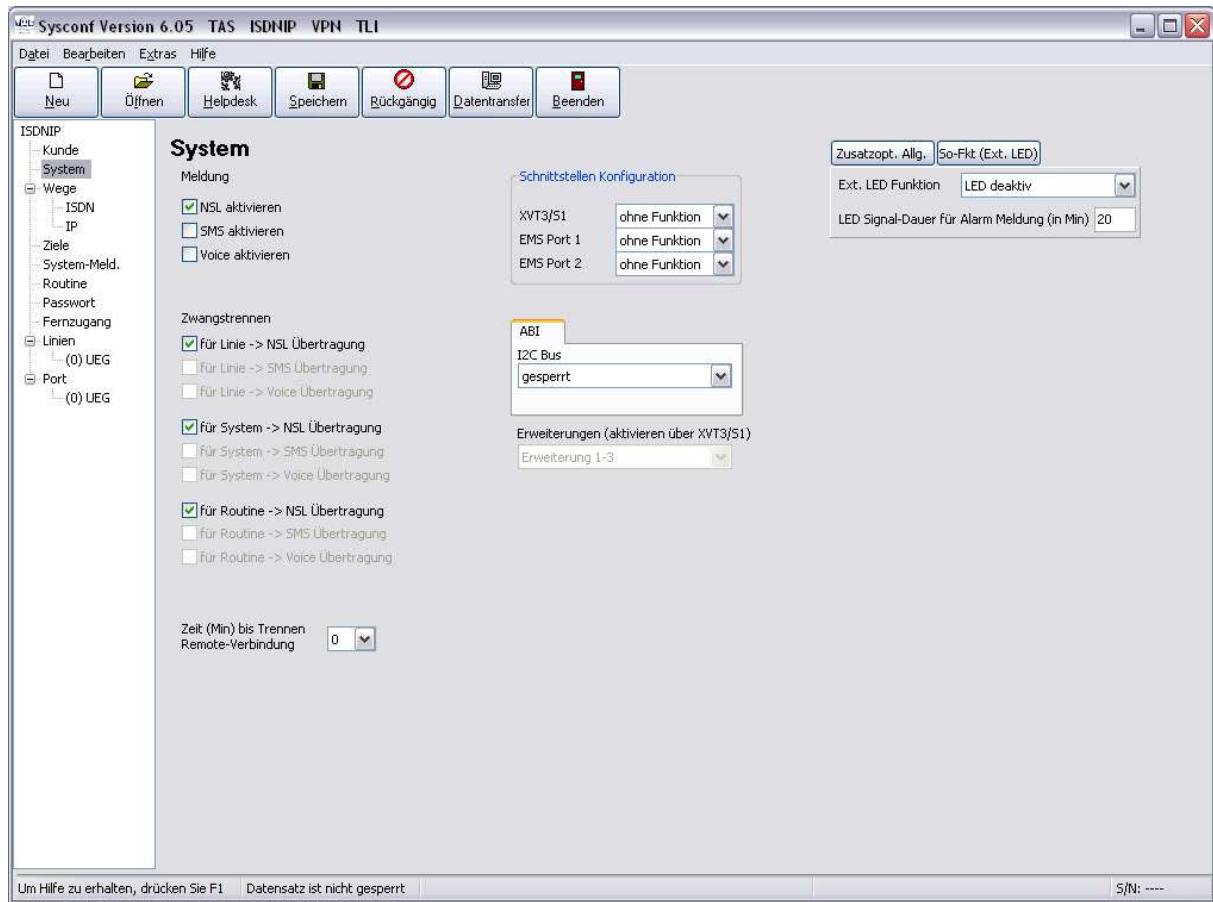 Sysconf Version 6.05 TAS ISDNIP VPN TLI
Datei Bearbeiten Extras Hilfe
Neu Öffnen Helpdesk Speichern Rückgängig Datentransfer Beenden
ISDNIP
Kunde
System
Wege
ISDN
IP
Ziele
System-Meld.
Routine
Passwort
Fernzugang
Linien
(0) UEG
Port
(0) UEG
System
Meldung
NSL aktivieren
SMS aktivieren
Voice aktivieren
Zwangstrennen
für Linie -> NSL Übertragung
für Linie -> SMS Übertragung
für Linie -> Voice Übertragung
für System -> NSL Übertragung
für System -> SMS Übertragung
für System -> Voice Übertragung
für Routine -> NSL Übertragung
für Routine -> SMS Übertragung
für Routine -> Voice Übertragung
Zeit (Min) bis Trennen
Remote-Verbindung 0
Schnittstellen Konfiguration
XVT3/S1 ohne Funktion
EMS Port 1 ohne Funktion
EMS Port 2 ohne Funktion
ABI
I2C Bus
gesperrt
Erweiterungen (aktivieren über XVT3/S1)
Erweiterung 1-3
Zusatzopt. Allg. So-Fkt (Ext. LED)
Ext. LED Funktion LED deaktiv
LED Signal-Dauer für Alarm Meldung (in Min) 20
Um Hilfe zu erhalten, drücken Sie F1 Datensatz ist nicht gesperrt S/N: ----